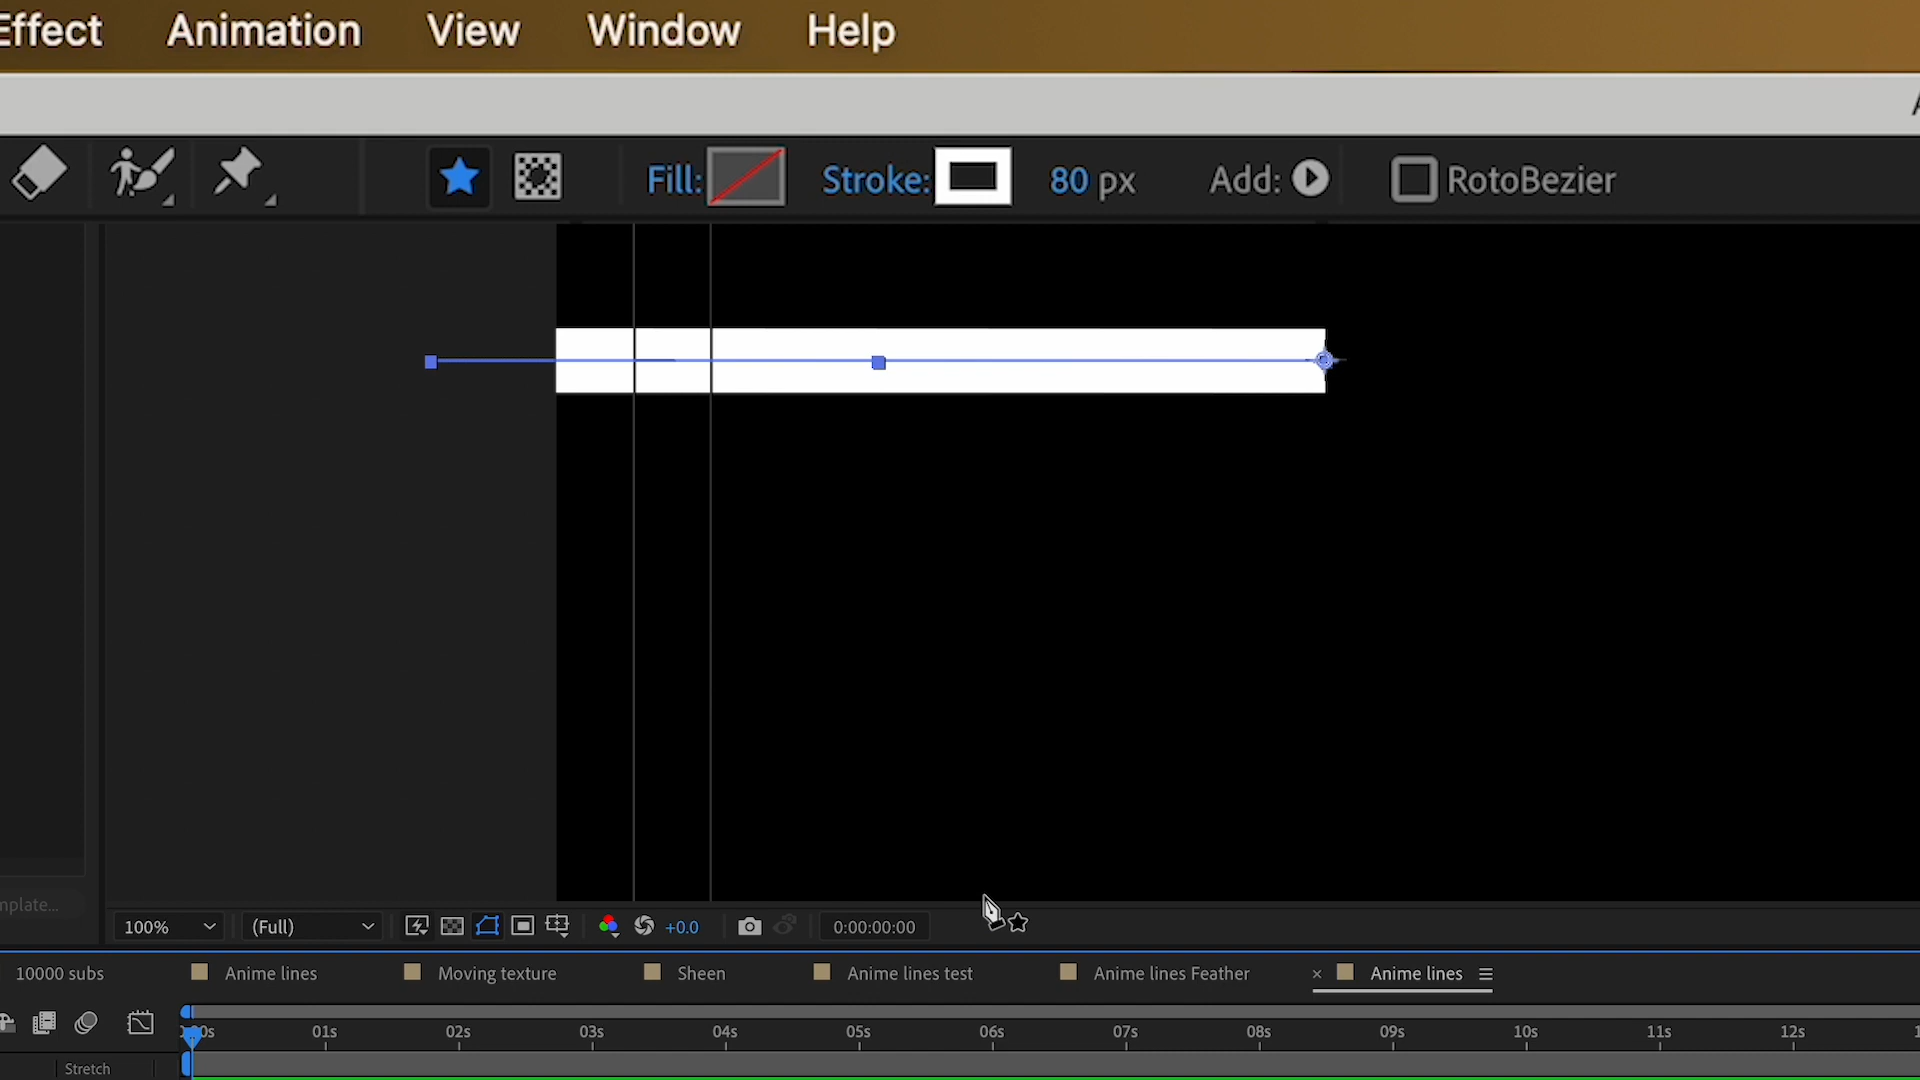 Effect Animation View Window Help
Fill: Stroke: 80 px Add: RotoBezier
mplate...
100% (Full) +0.0 0:00:00:00
10000 subs Anime lines Moving texture Sheen Anime lines test Anime lines Feather × Anime lines
01s 02s 03s 04s 05s 06s 07s 08s 09s 10s 11s 12s
Stretch